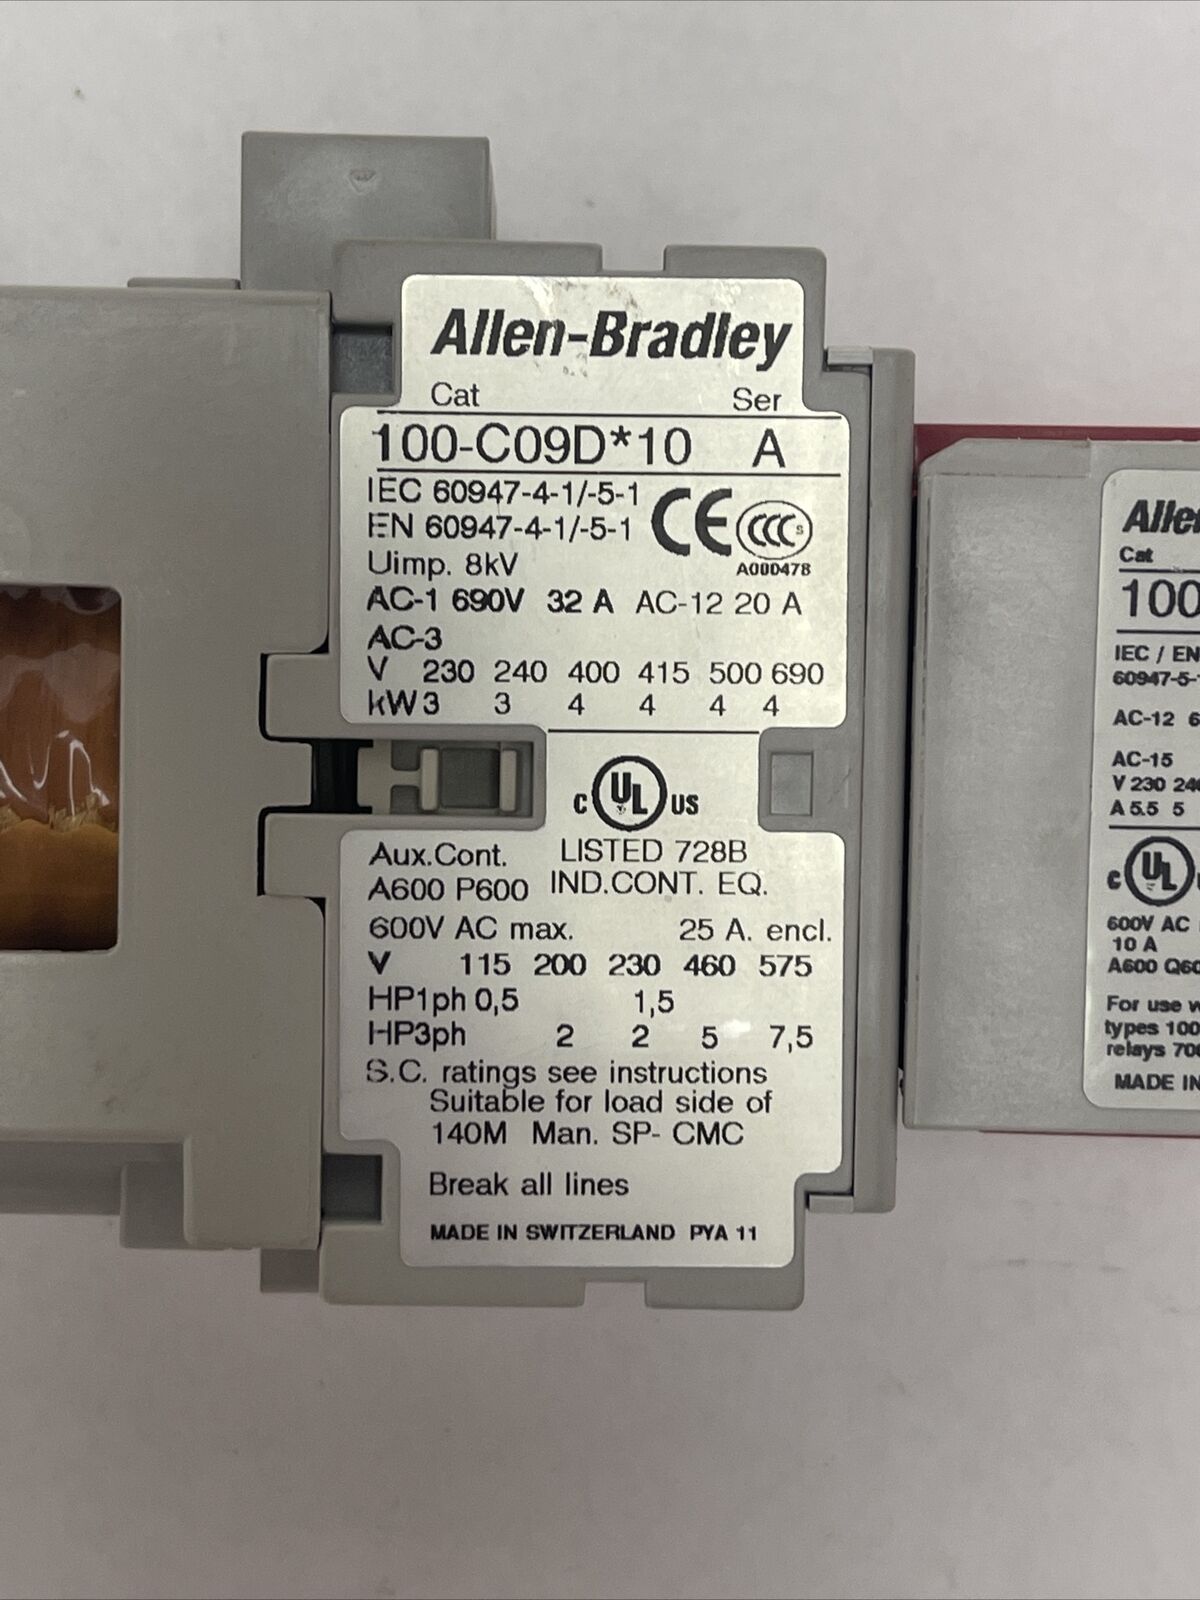 Allen-Bradley
Cat Ser
100-C09D*10 A
IEC 60947-4-1/-5-1
EN 60947-4-1/-5-1
CE CCC S
A000478
Uimp. 8kV
AC-1 690V 32 A AC-12 20 A
AC-3
V 230 240 400 415 500 690
kW 3 3 4 4 4 4
C UL US
Aux.Cont. LISTED 728B
A600 P600 IND.CONT. EQ.
600V AC max. 25 A. encl.
V 115 200 230 460 575
HP1ph 0,5 1,5
HP3ph 2 2 5 7,5
S.C. ratings see instructions
Suitable for load side of
140M Man. SP- CMC
Break all lines
MADE IN SWITZERLAND PYA 11
Cat
100
IEC / EN
60947-5-
AC-12
AC-15
V 230
A 5.5 5
C UL
600V AC
10 A
A600
For use
types 100
relays
MADE IN